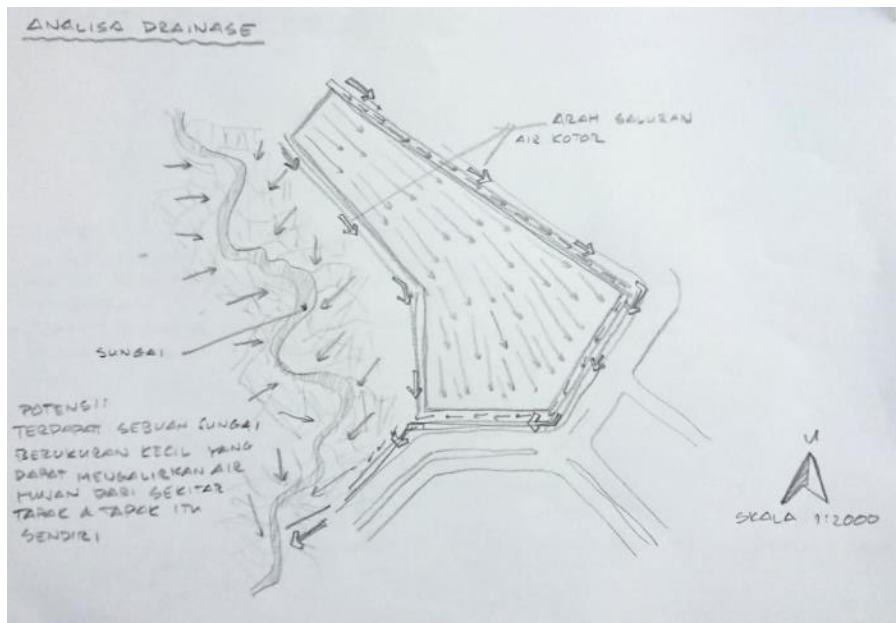 ANALISA DRAINASE
ARAH SALURAN
AIR KOTOR
SUNGAI
POTENSI:
TERDAPAT SEBUAH SUNGAI
BERUKURAN KECIL YANG
DAPAT MENGALIRKAN AIR
HUJAN DARI SEKITAR
TAPAK & TAPAK ITU
SENDIRI
U
SKALA 1:2000